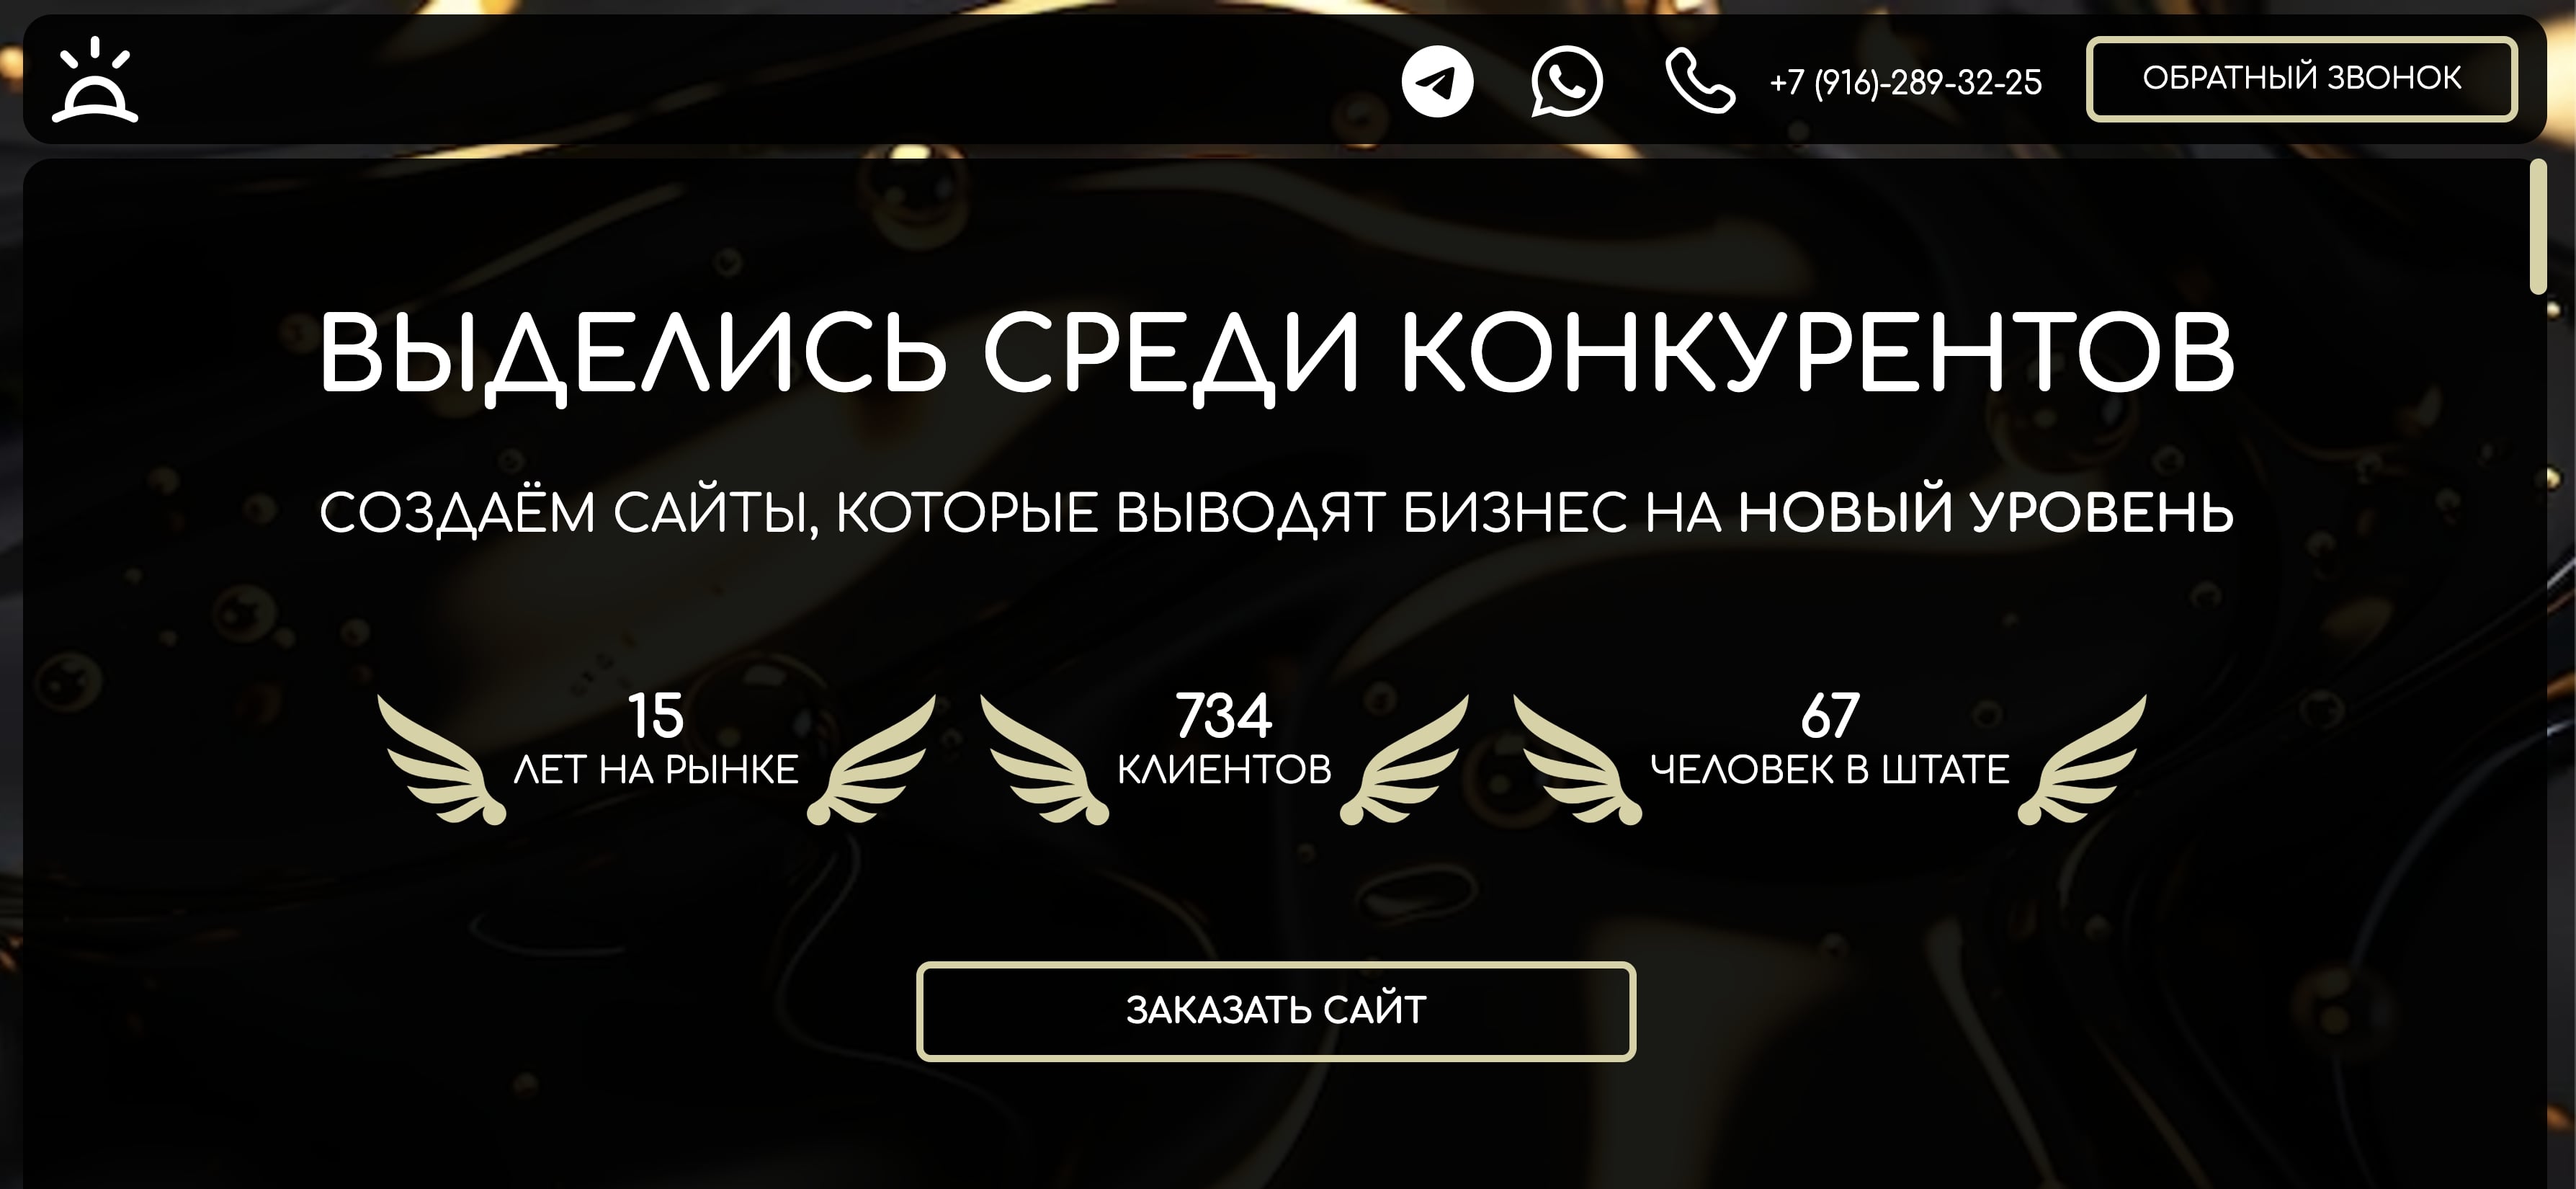 +7 (916)-289-32-25
ОБРАТНЫЙ ЗВОНОК
ВЫДЕЛИСЬ СРЕДИ КОНКУРЕНТОВ
СОЗДАЁМ САЙТЫ, КОТОРЫЕ ВЫВОДЯТ БИЗНЕС НА НОВЫЙ УРОВЕНЬ
15
ЛЕТ НА РЫНКЕ
734
КЛИЕНТОВ
67
ЧЕЛОВЕК В ШТАТЕ
ЗАКАЗАТЬ САЙТ